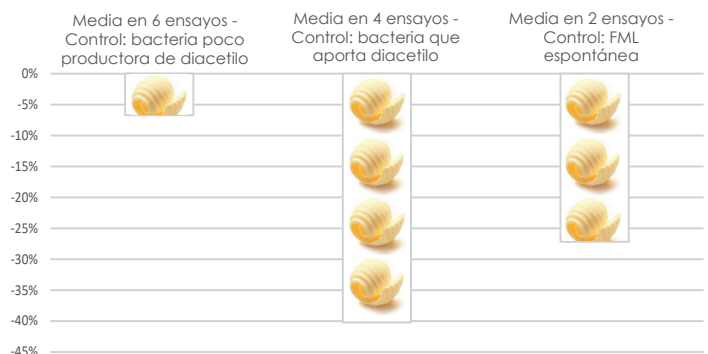 Media en 6 ensayos -
Control: bacteria poco
productora de diacetilo
Media en 4 ensayos -
Control: bacteria que
aporta diacetilo
Media en 2 ensayos -
Control: FML
espontánea
0%
-5%
-10%
-15%
-20%
-25%
-30%
-35%
-40%
-45%